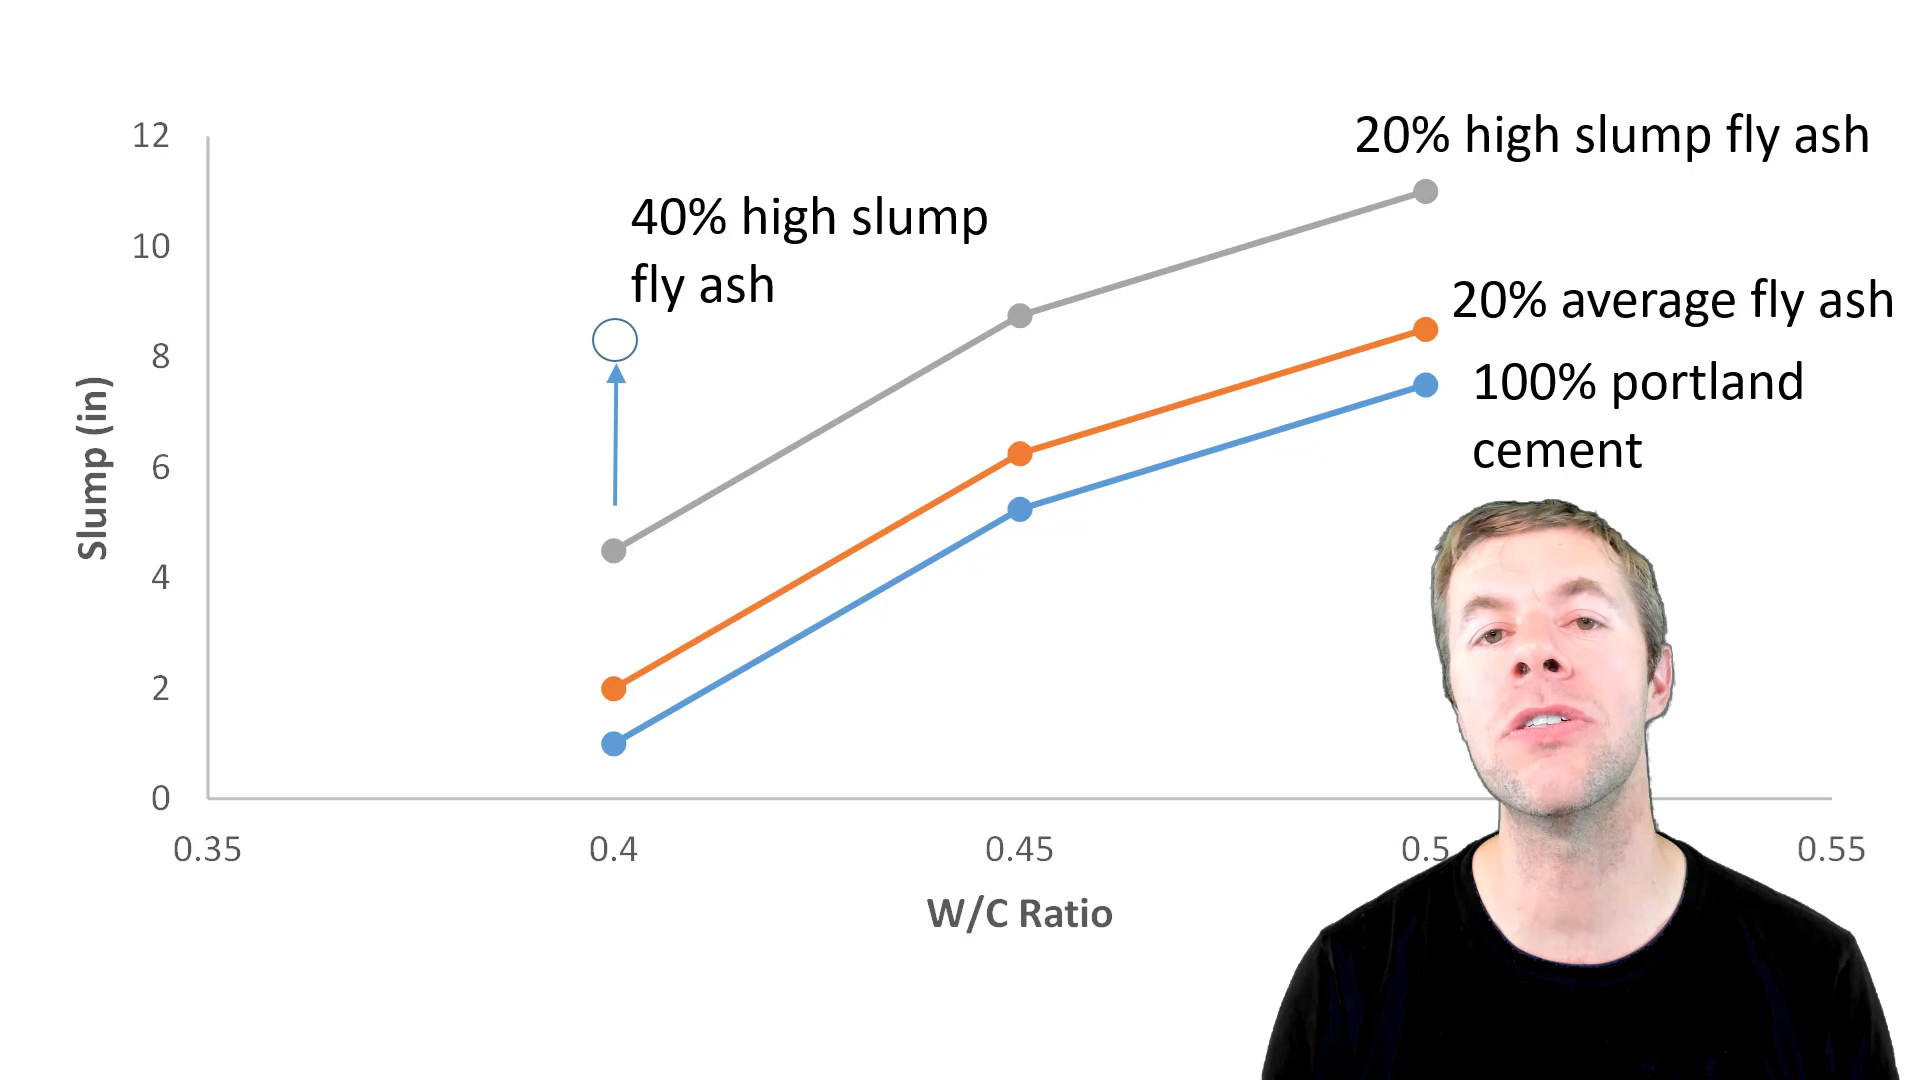 20% high slump fly ash
40% high slump
fly ash
20% average fly ash
100% portland
cement
Slump (in)
12
10
8
6
4
2
0
0.35
0.4
0.45
0.5
0.55
W/C Ratio